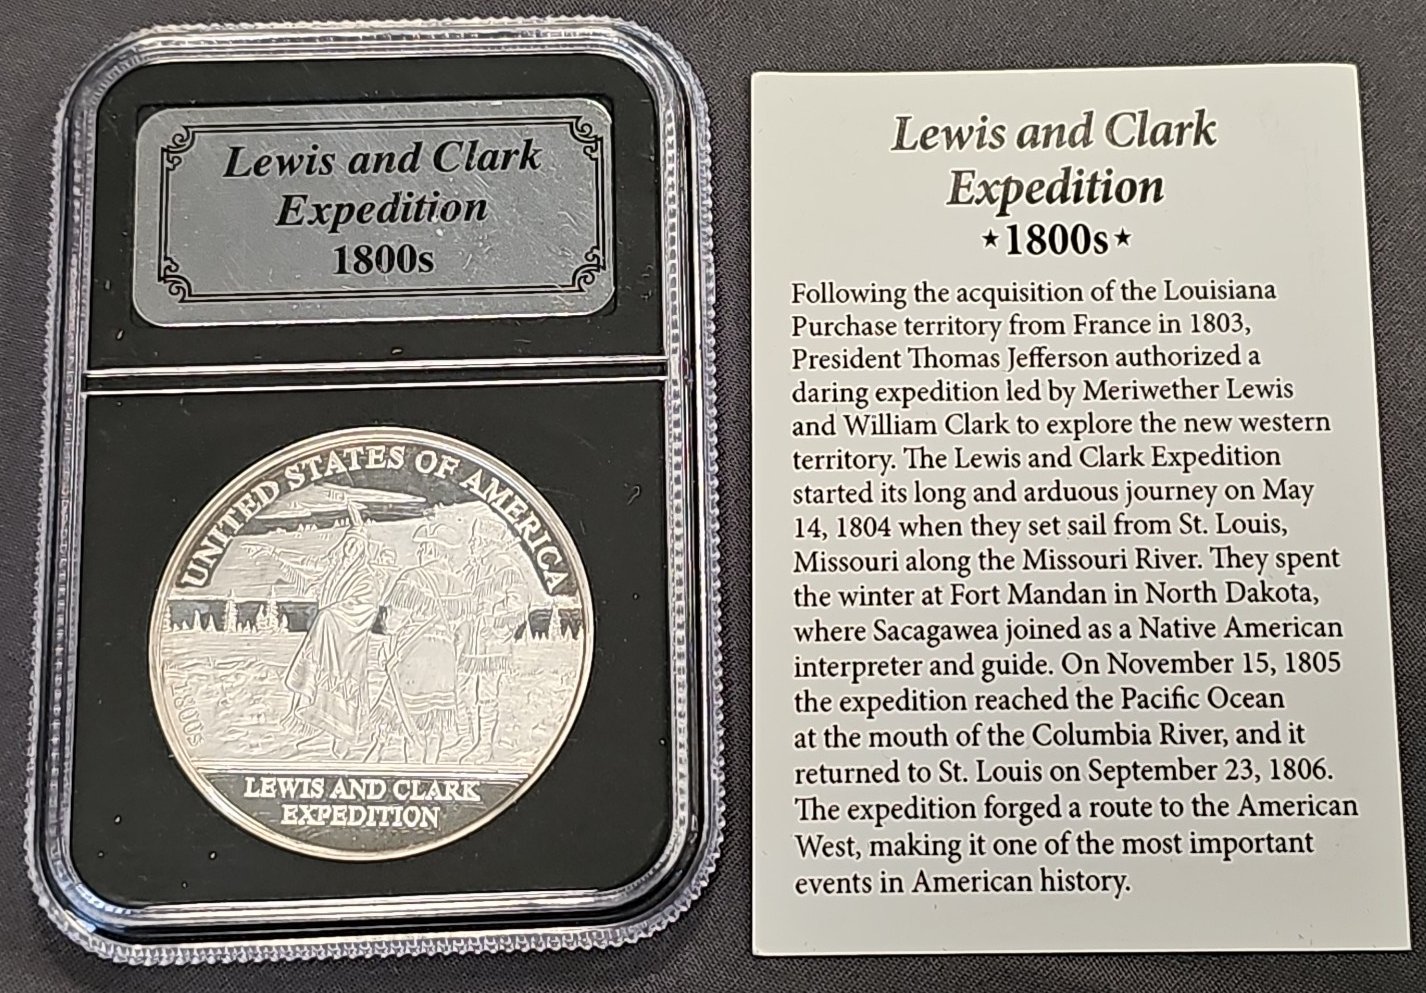 Lewis and Clark
Expedition
1800s
UNITED STATES OF AMERICA
1800s
LEWIS AND CLARK
EXPEDITION
Lewis and Clark
Expedition
★1800s★
Following the acquisition of the Louisiana
Purchase territory from France in 1803,
President Thomas Jefferson authorized a
daring expedition led by Meriwether Lewis
and William Clark to explore the new western
territory. The Lewis and Clark Expedition
started its long and arduous journey on May
14, 1804 when they set sail from St. Louis,
Missouri along the Missouri River. They spent
the winter at Fort Mandan in North Dakota,
where Sacagawea joined as a Native American
interpreter and guide. On November 15, 1805
the expedition reached the Pacific Ocean
at the mouth of the Columbia River, and it
returned to St. Louis on September 23, 1806.
The expedition forged a route to the American
West, making it one of the most important
events in American history.